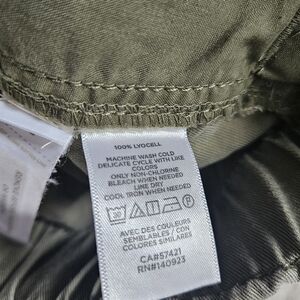 100% LYOCELL
MACHINE WASH COLD
DELICATE CYCLE WITH LIKE
COLORS
ONLY NON-CHLORINE
BLEACH WHEN NEEDED
LINE DRY
COOL IRON WHEN NEEDED
30
AVEC DES COULEURS
SEMBLABLES / CON
COLORES SIMILARES
CA#57421
RN#140923